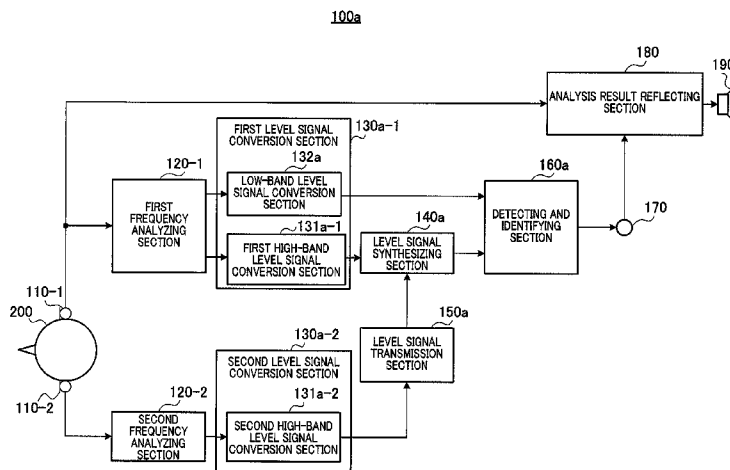 100a
180
190
ANALYSIS RESULT REFLECTING
SECTION
FIRST LEVEL SIGNAL
CONVERSION SECTION
130a-1
132a
160a
120-1
LOW-BAND LEVEL
SIGNAL CONVERSION
SECTION
FIRST
FREQUENCY
ANALYZING
SECTION
131a-1
140a
DETECTING AND
IDENTIFYING
SECTION
170
FIRST HIGH-BAND
LEVEL SIGNAL
CONVERSION SECTION
LEVEL SIGNAL
SYNTHESIZING
SECTION
110-1
200
130a-2
150a
SECOND LEVEL SIGNAL
CONVERSION SECTION
LEVEL SIGNAL
TRANSMISSION
SECTION
110-2
120-2
131a-2
SECOND
FREQUENCY
ANALYZING
SECTION
SECOND HIGH-BAND
LEVEL SIGNAL
CONVERSION SECTION